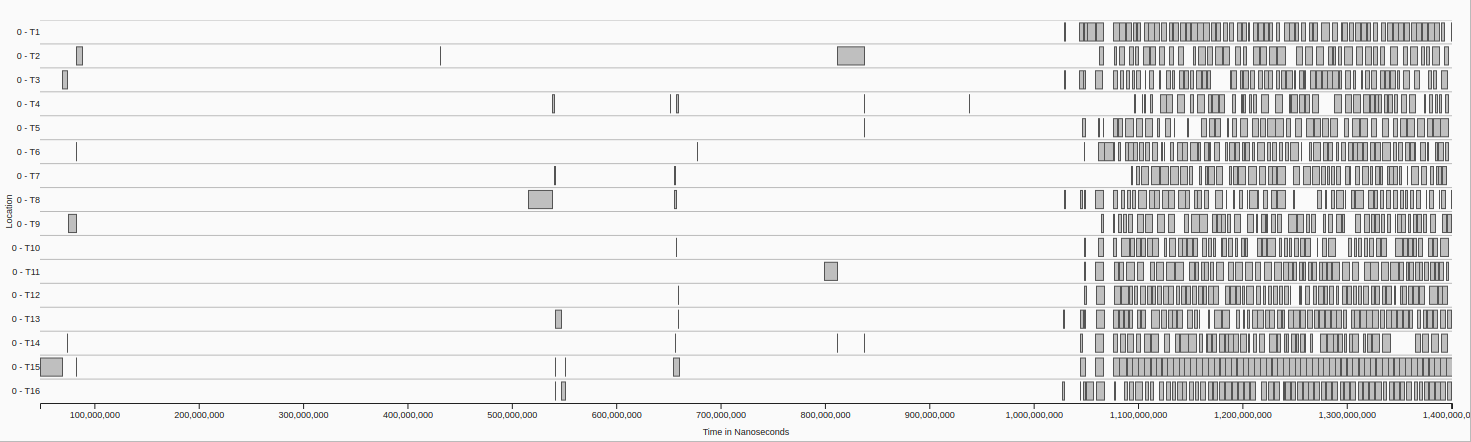 0 - T1
0 - T2
0 - T3
0 - T4
0 - T5
0 - T6
0 - T7
0 - T8
Location
0 - T9
0 - T10
0 - T11
0 - T12
0 - T13
0 - T14
0 - T15
0 - T16
100,000,000 200,000,000 300,000,000 400,000,000 500,000,000 600,000,000 700,000,000 800,000,000 900,000,000 1,000,000,000 1,100,000,000 1,200,000,000 1,300,000,000 1,400,000,0
Time in Nanoseconds